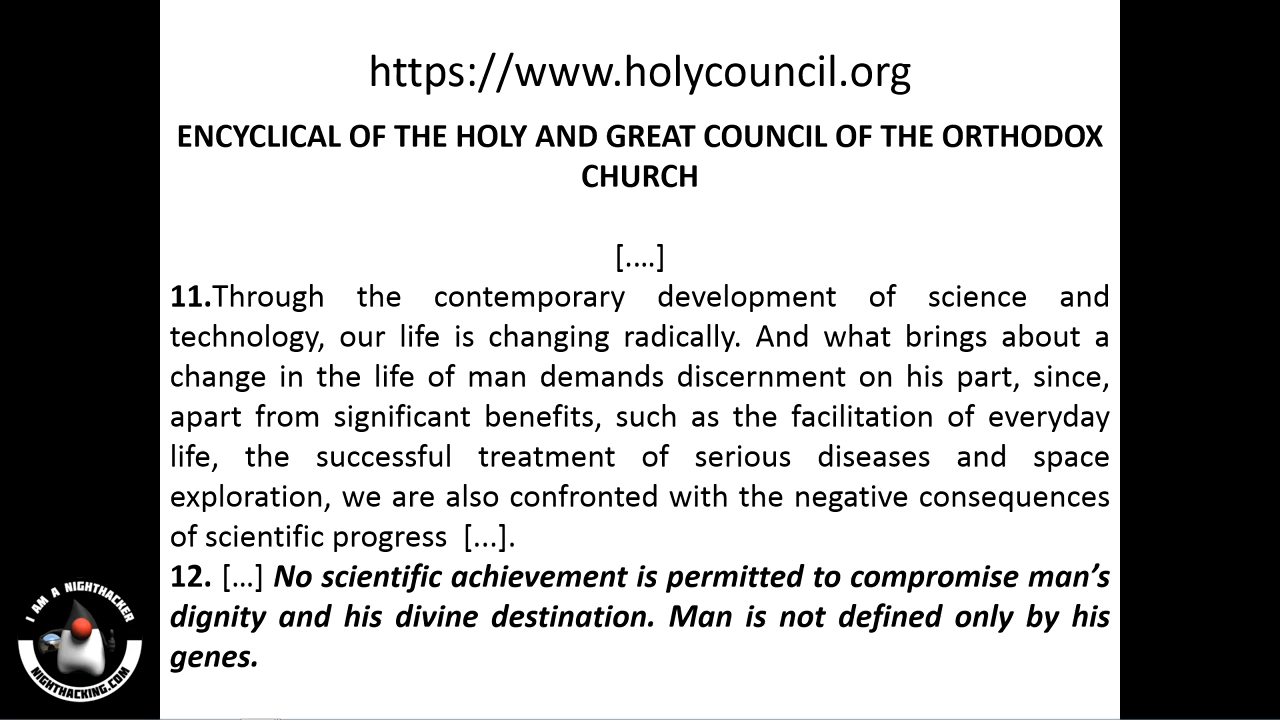 https://www.holycouncil.org
ENCYCLICAL OF THE HOLY AND GREAT COUNCIL OF THE ORTHODOX
CHURCH
[....]
11.Through the contemporary development of science and
technology, our life is changing radically. And what brings about a
change in the life of man demands discernment on his part, since,
apart from significant benefits, such as the facilitation of everyday
life, the successful treatment of serious diseases and space
exploration, we are also confronted with the negative consequences
of scientific progress [...].
12. [...] No scientific achievement is permitted to compromise man’s
dignity and his divine destination. Man is not defined only by his
genes.
I AM A NIGHTHACKER
NIGHTHACKING.COM